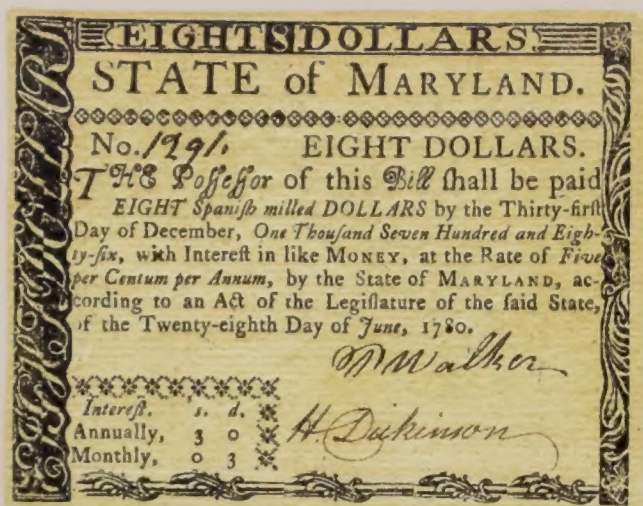 EIGHT DOLLARS.
STATE of MARYLAND.
No. 1291. EIGHT DOLLARS.
THE Poſſeſſor of this Bill ſhall be paid
EIGHT Spaniſh milled DOLLARS by the Thirty-firſt
Day of December, One Thouſand Seven Hundred and Eigh-
ty-ſix, with Intereſt in like MONEY, at the Rate of Five
per Centum per Annum, by the State of MARYLAND, ac-
cording to an Act of the Legiſlature of the ſaid State,
of the Twenty-eighth Day of June, 1780.
Walker
Intereſt. s. d.
H Dickinson
Annually, 3 0
Monthly, 0 3